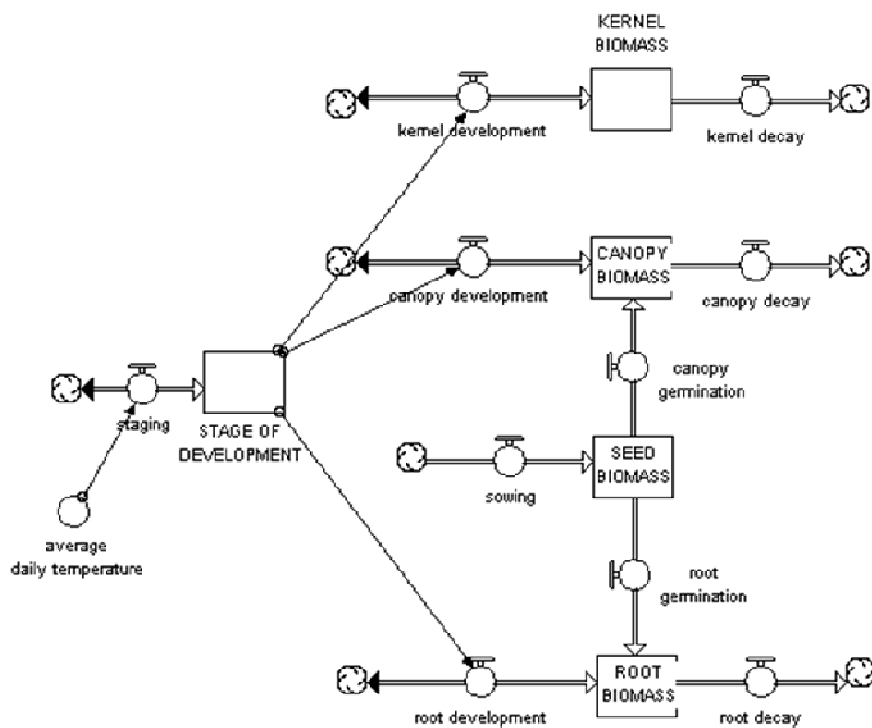 KERNEL
BIOMASS
kernel development
kernel decay
CANOPY
BIOMASS
canopy development
canopy decay
canopy
germination
staging
STAGE OF
DEVELOPMENT
SEED
BIOMASS
sowing
average
daily temperature
root
germination
ROOT
BIOMASS
root development
root decay